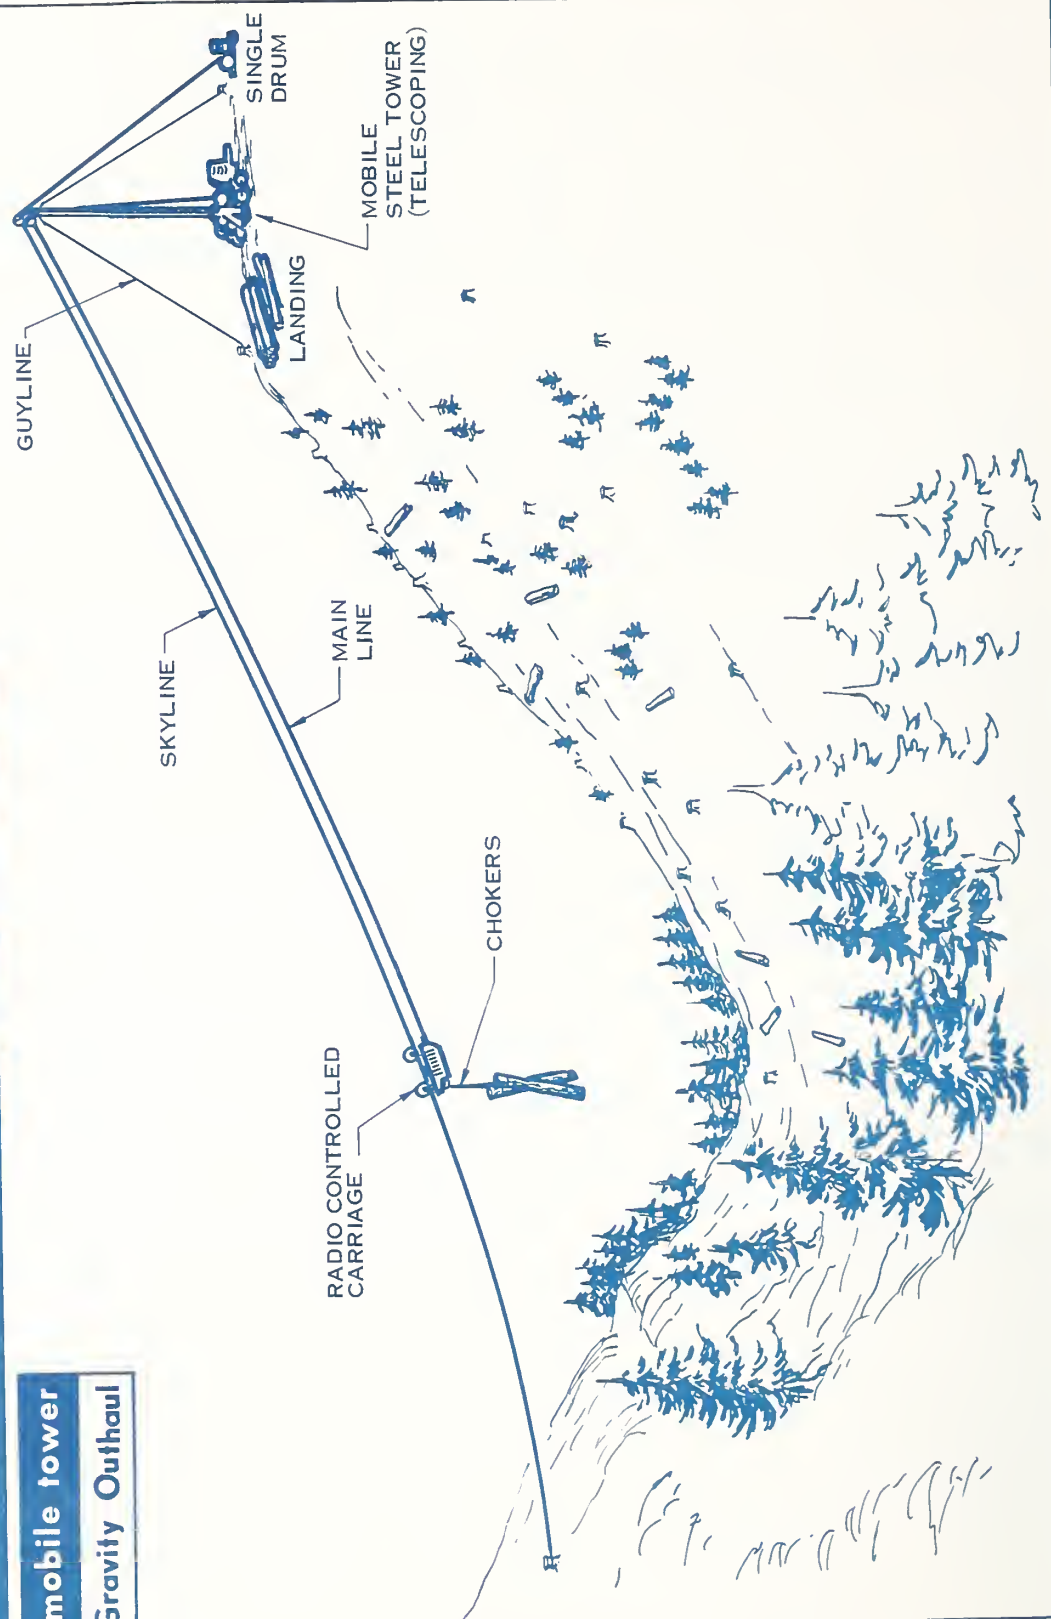 mobile tower
Gravity Outhaul
GUYLINE
SKYLINE
MAIN
LINE
RADIO CONTROLLED
CARRIAGE
CHOKERS
LANDING
MOBILE
STEEL TOWER
(TELESCOPING)
SINGLE
DRUM